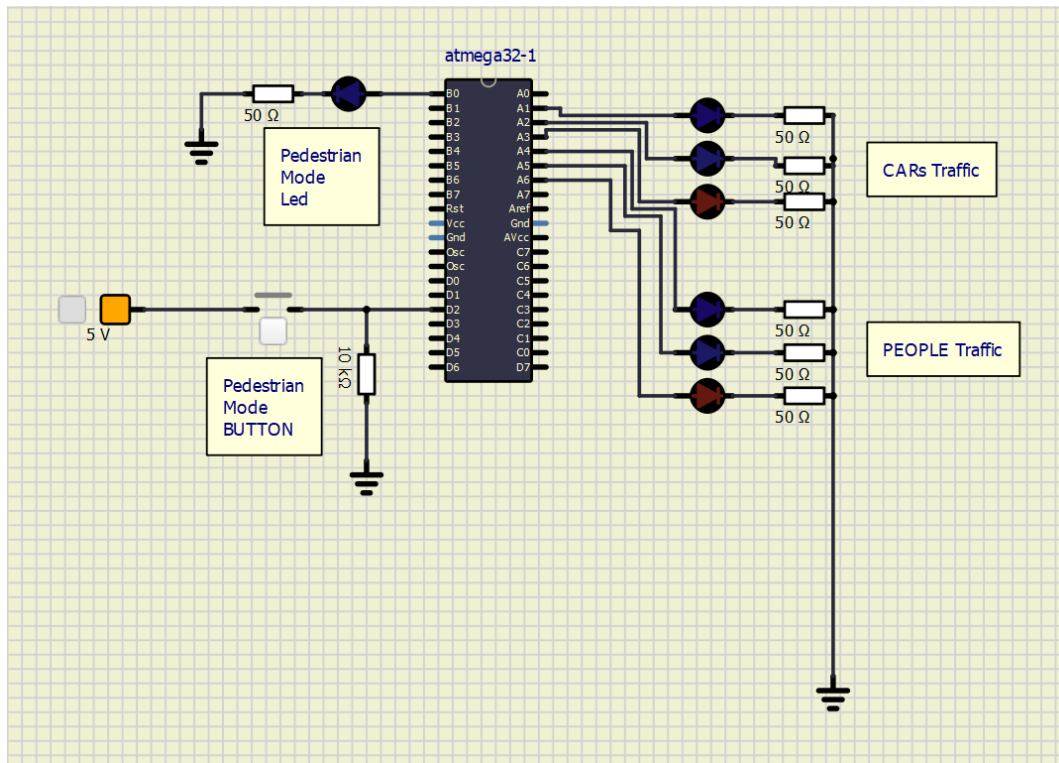 atmega32-1
B0 A0
B1 A1
B2 A2
B3 A3
B4 A4
B5 A5
B6 A6
B7 A7
Rst Aref
Vcc Gnd
Gnd AVcc
Osc C7
Osc C6
D0 C5
D1 C4
D2 C3
D3 C2
D4 C1
D5 C0
D6 D7
50 Ω
Pedestrian
Mode
Led
5 V
10 kΩ
Pedestrian
Mode
BUTTON
50 Ω
50 Ω
50 Ω
CARs Traffic
50 Ω
50 Ω
50 Ω
PEOPLE Traffic